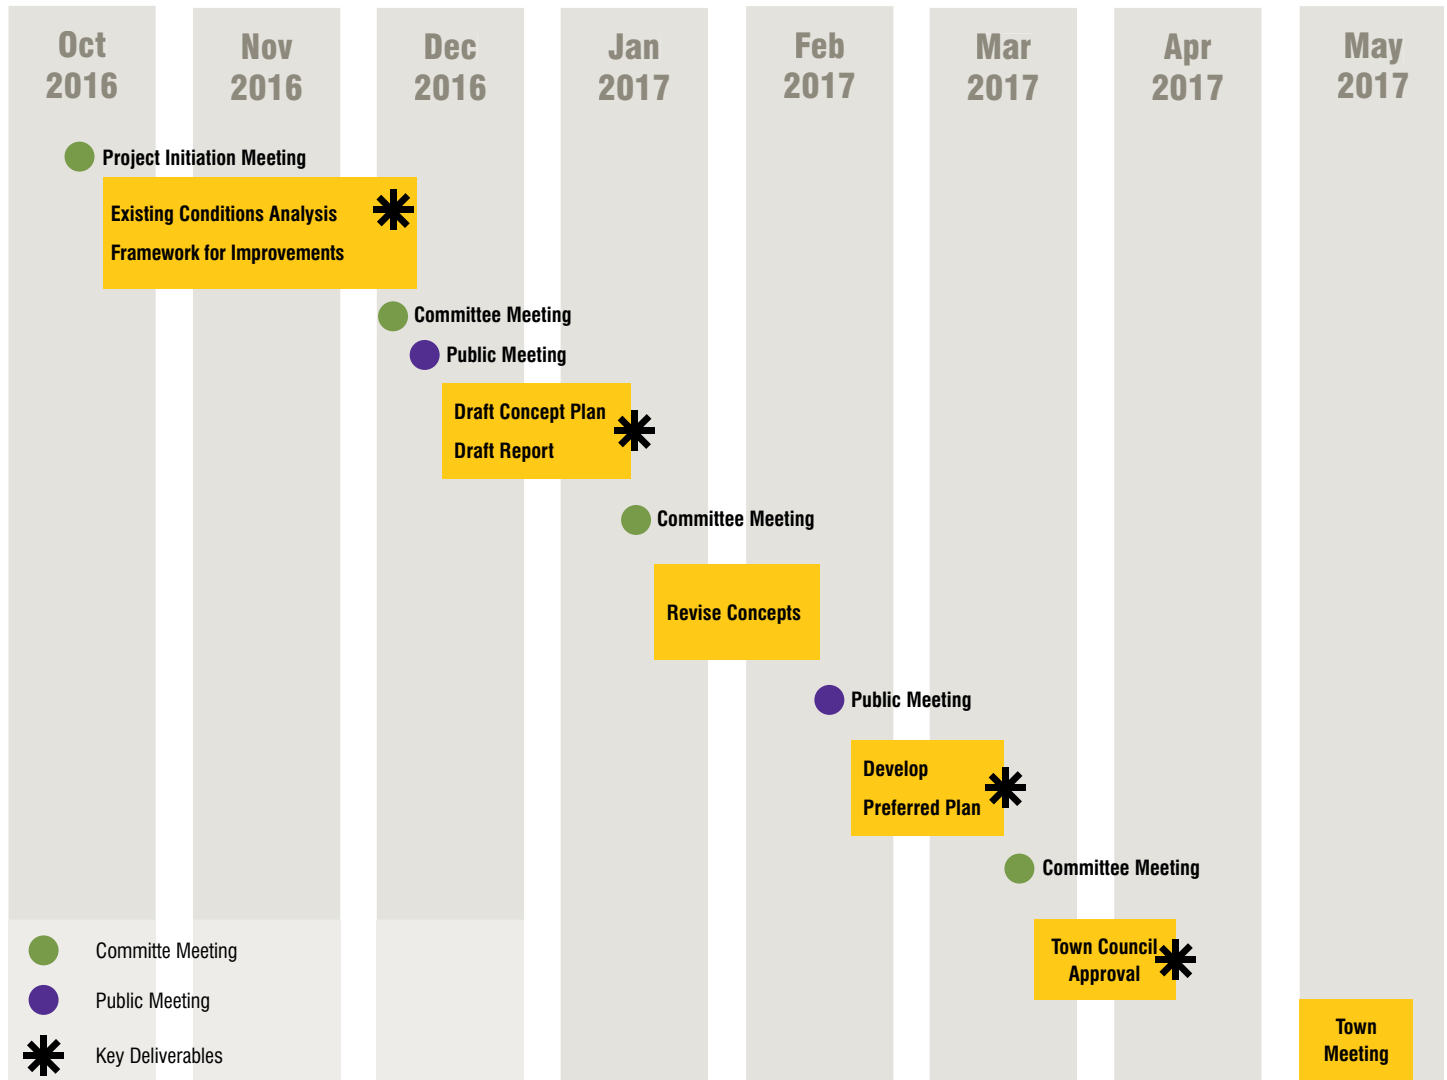 Oct
2016
Nov
2016
Dec
2016
Jan
2017
Feb
2017
Mar
2017
Apr
2017
May
2017
Project Initiation Meeting
Existing Conditions Analysis
Framework for Improvements
Committee Meeting
Public Meeting
Draft Concept Plan
Draft Report
Committee Meeting
Revise Concepts
Public Meeting
Develop
Preferred Plan
Committee Meeting
Town Council
Approval
Town
Meeting
Committe Meeting
Public Meeting
Key Deliverables